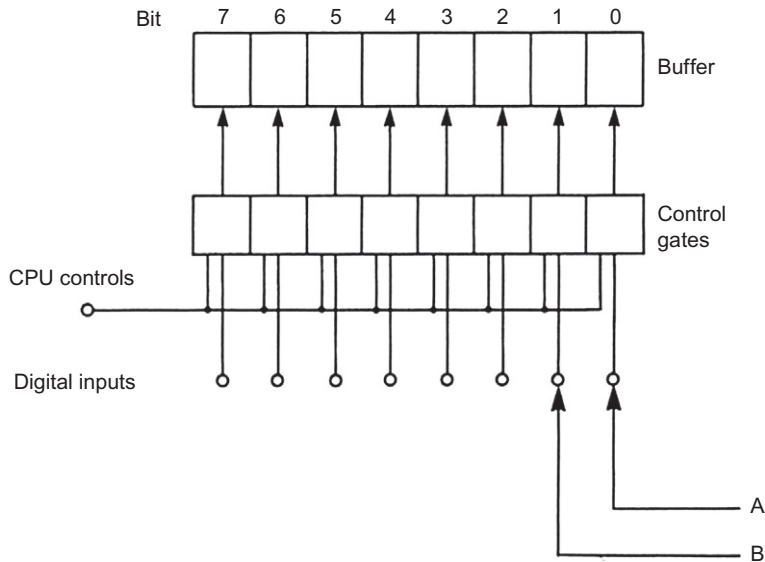 Bit 7 6 5 4 3 2 1 0
Buffer
Control
gates
CPU controls
Digital inputs
A
B